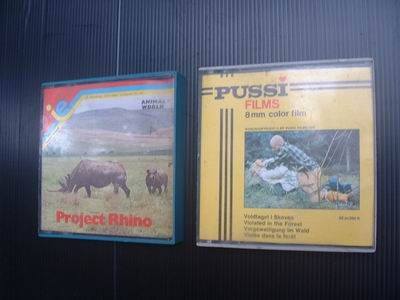 ANIMAL
WORLD
Project Rhino
PUSSI
FILMS
8mm color film
Voldtaget i Skoven
Violated in the Forest
Vergewaltigung im Wald
Violée dans la forêt